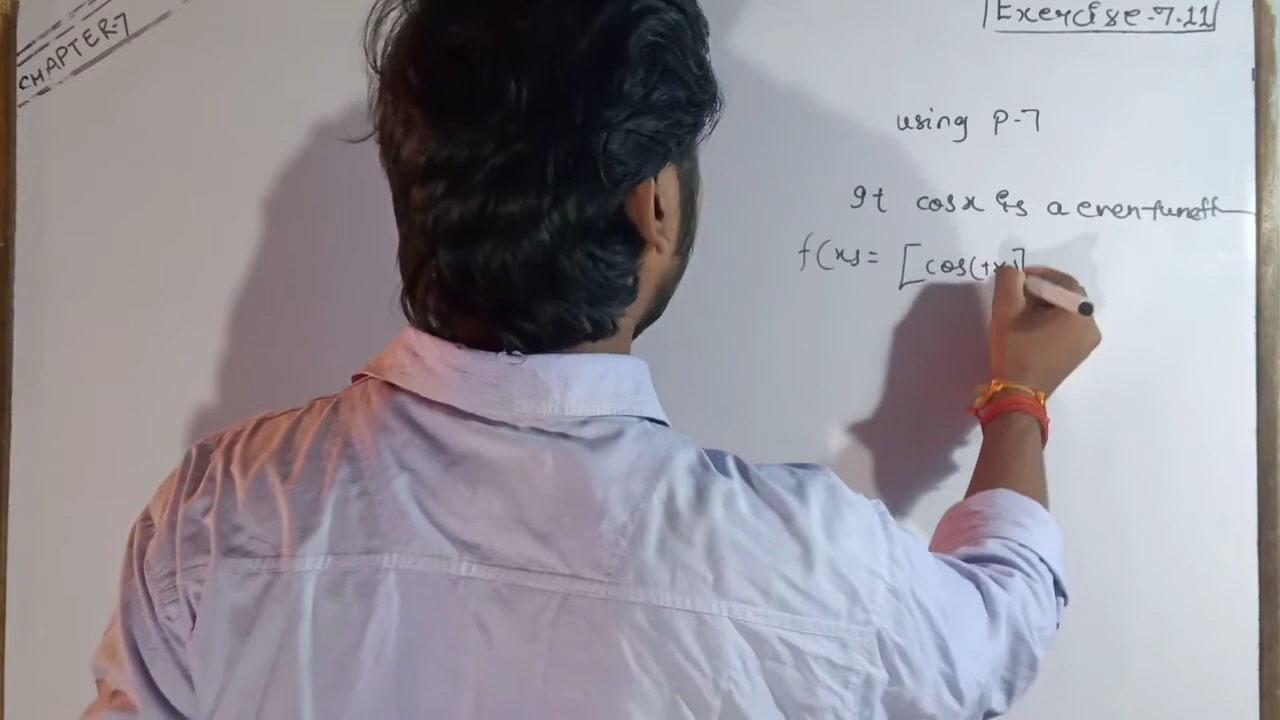 CHAPTER-7
Exercise-7.11
using P-7
It cosx is a even funct
f(x) = [cos(+x)]